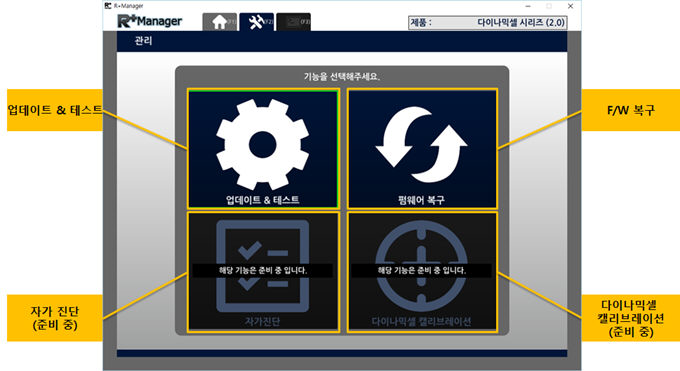 R+Manager
R+Manager
(F1)
(F2)
(F3)
제품 : 다이나믹셀 시리즈 (2.0)
관리
기능을 선택해주세요.
업데이트 & 테스트
F/W 복구
업데이트 & 테스트
펌웨어 복구
해당 기능은 준비 중 입니다.
해당 기능은 준비 중 입니다.
자가 진단
(준비 중)
자가진단
다이나믹셀 캘리브레이션
다이나믹셀
캘리브레이션
(준비 중)